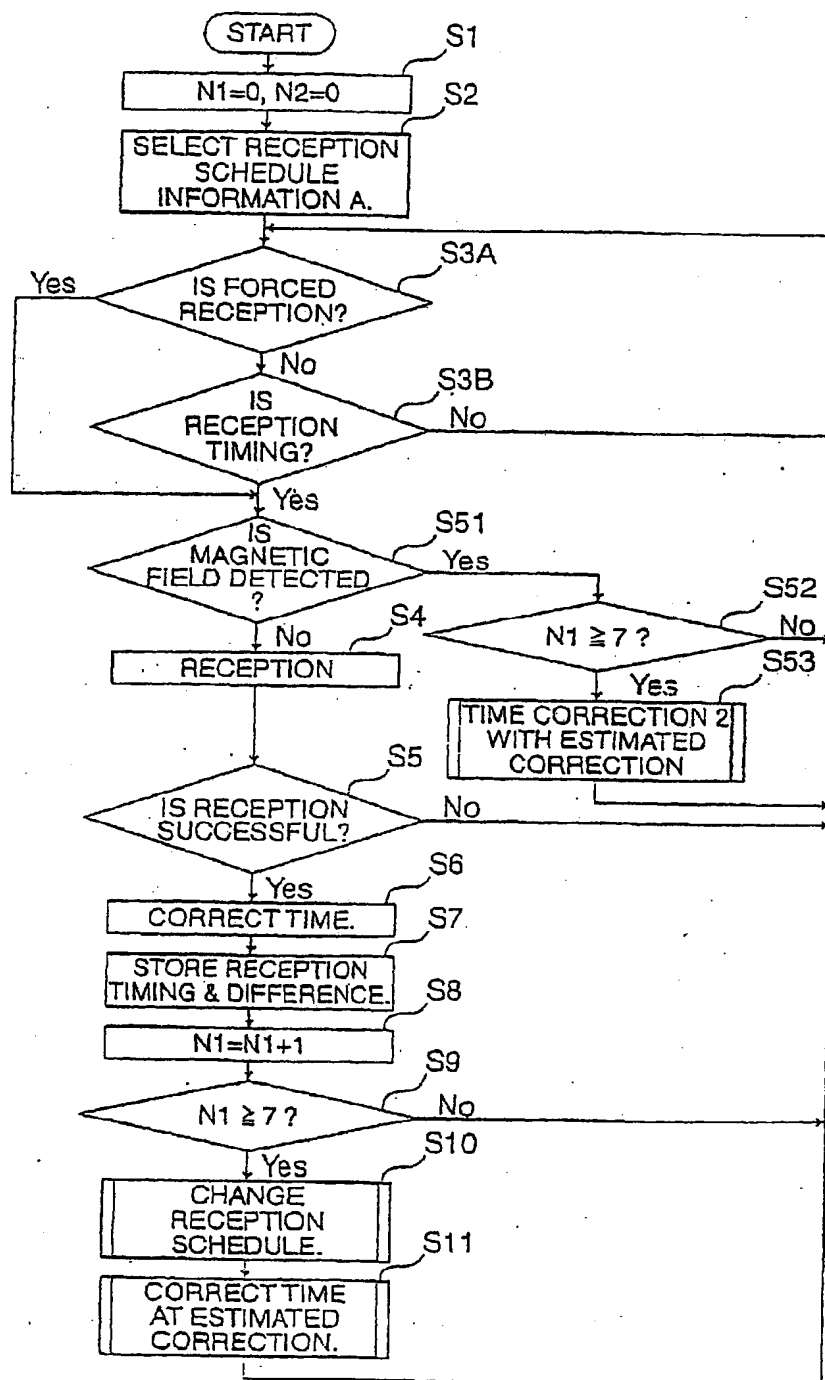 START
S1
N1=0, N2=0
S2
SELECT RECEPTION
SCHEDULE
INFORMATION A.
S3A
Yes
IS FORCED
RECEPTION?
No
S3B
IS
RECEPTION
TIMING?
No
Yes
S51
IS
MAGNETIC
FIELD DETECTED
?
Yes
S52
N1 ≧ 7 ?
No
S4
No
RECEPTION
S53
Yes
TIME CORRECTION 2
WITH ESTIMATED
CORRECTION
S5
IS RECEPTION
SUCCESSFUL?
No
Yes
S6
CORRECT TIME.
S7
STORE RECEPTION
TIMING & DIFFERENCE.
S8
N1=N1+1
S9
N1 ≧ 7 ?
No
Yes
S10
CHANGE
RECEPTION
SCHEDULE.
S11
CORRECT TIME
AT ESTIMATED
CORRECTION.